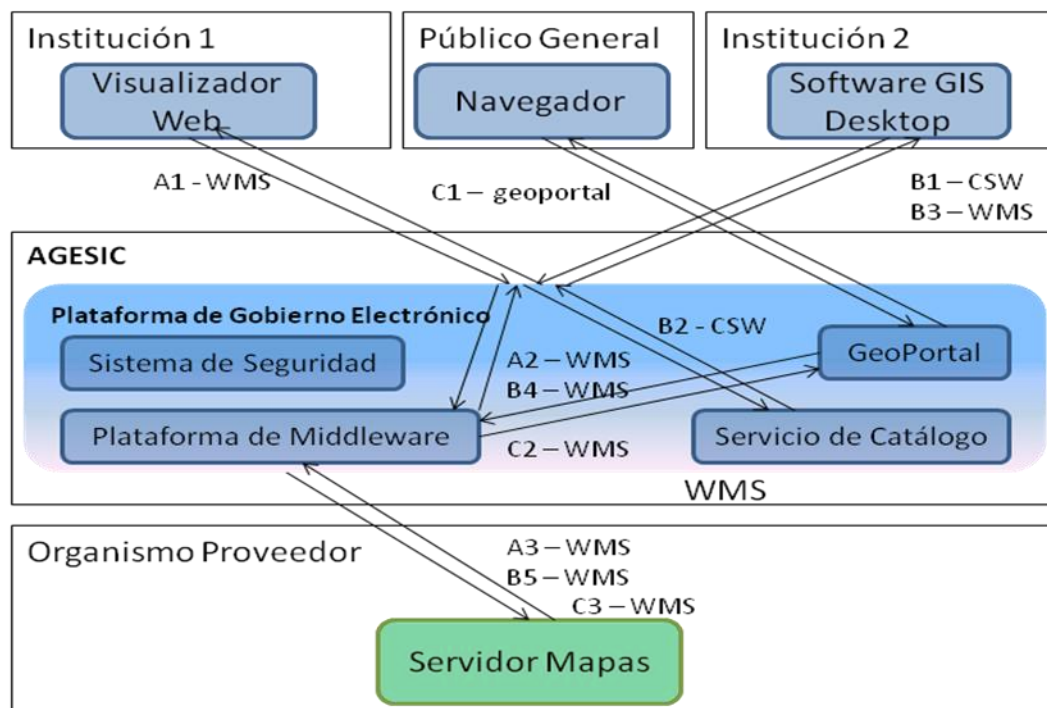 Institución 1
Visualizador
Web
Público General
Navegador
Institución 2
Software GIS
Desktop
A1 - WMS
C1 – geoportal
B1 – CSW
B3 – WMS
AGESIC
Plataforma de Gobierno Electrónico
Sistema de Seguridad
B2 - CSW
GeoPortal
A2 – WMS
B4 – WMS
Plataforma de Middleware
C2 – WMS
Servicio de Catálogo
WMS
Organismo Proveedor
A3 – WMS
B5 – WMS
C3 – WMS
Servidor Mapas